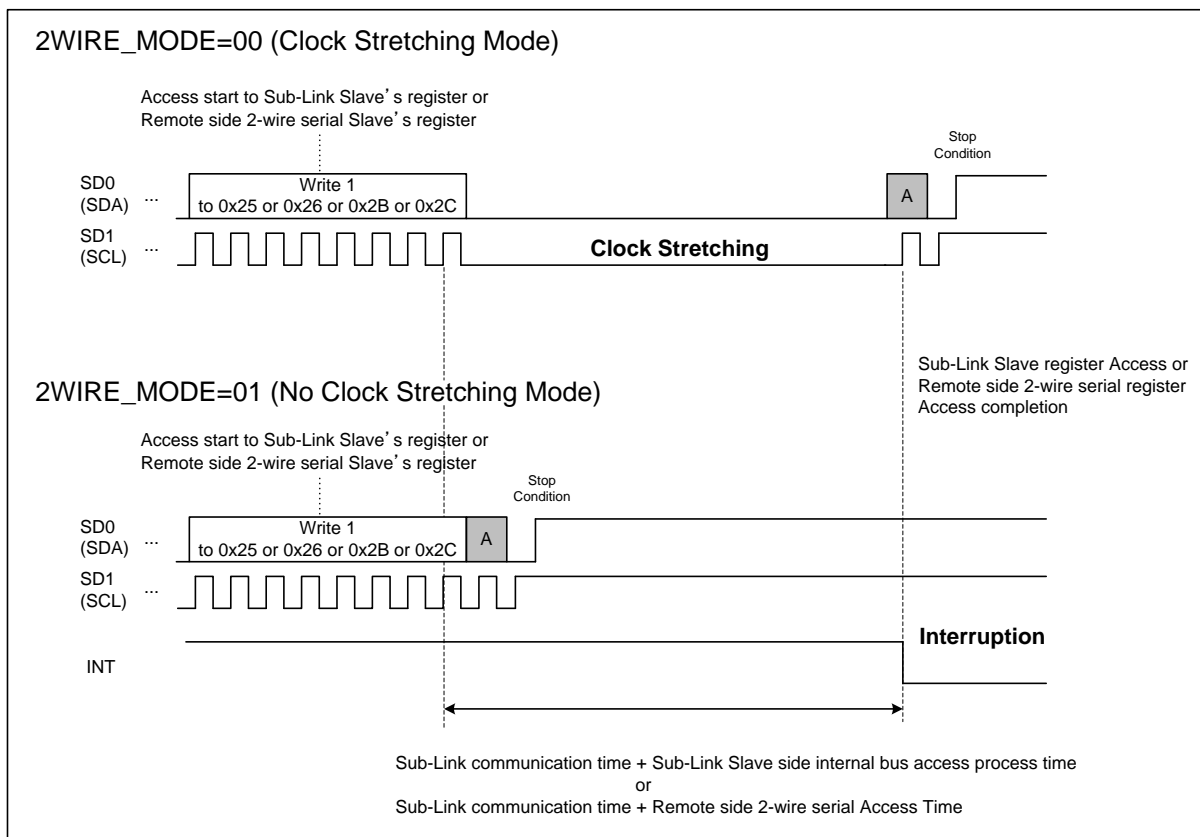 2WIRE_MODE=00 (Clock Stretching Mode)
Access start to Sub-Link Slave’s register or
Remote side 2-wire serial Slave’s register
Stop
Condition
SD0
(SDA) ...
Write 1
to 0x25 or 0x26 or 0x2B or 0x2C
A
SD1
(SCL) ...
Clock Stretching
Sub-Link Slave register Access or
Remote side 2-wire serial register
Access completion
2WIRE_MODE=01 (No Clock Stretching Mode)
Access start to Sub-Link Slave’s register or
Remote side 2-wire serial Slave’s register
Stop
Condition
SD0
(SDA) ...
Write 1
to 0x25 or 0x26 or 0x2B or 0x2C
A
SD1
(SCL) ...
Interruption
INT
Sub-Link communication time + Sub-Link Slave side internal bus access process time
or
Sub-Link communication time + Remote side 2-wire serial Access Time